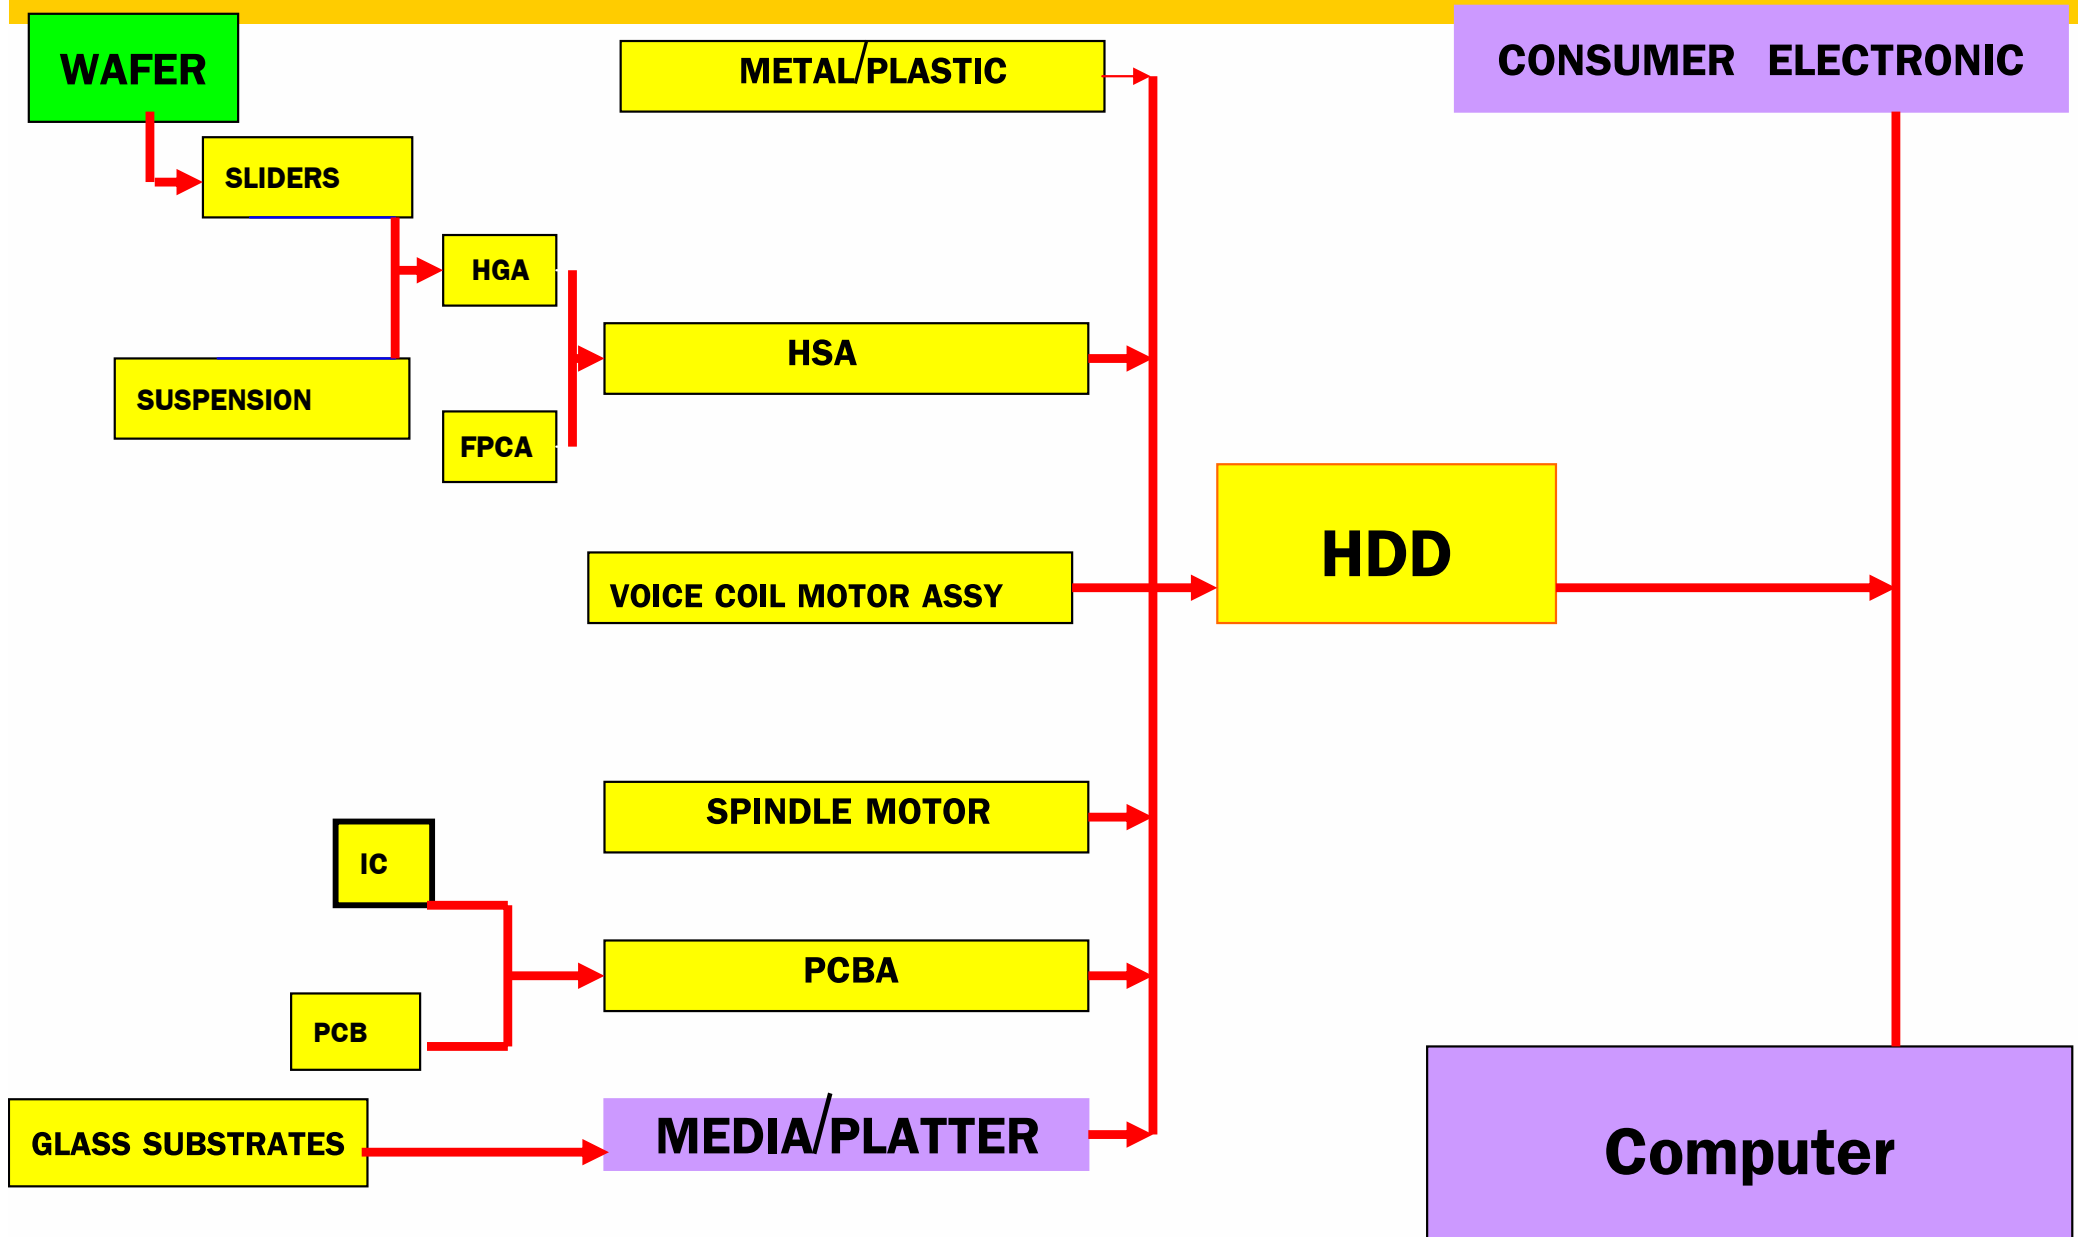 WAFER
METAL/PLASTIC
CONSUMER ELECTRONIC
SLIDERS
HGA
HSA
SUSPENSION
FPCA
HDD
VOICE COIL MOTOR ASSY
SPINDLE MOTOR
IC
PCBA
PCB
GLASS SUBSTRATES
MEDIA/PLATTER
Computer